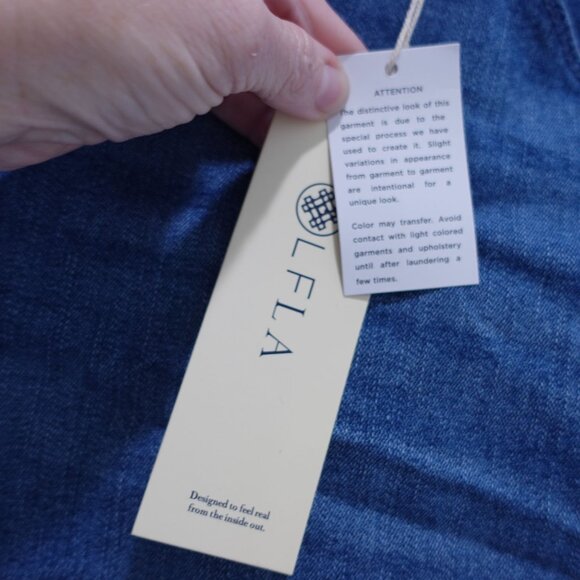 ATTENTION
The distinctive look of this
garment is due to the
special process we have
used to create it. Slight
variations in appearance
from garment to garment
are intentional for a
unique look.
Color may transfer. Avoid
contact with light colored
garments and upholstery
until after laundering a
few times.
LFLA
Designed to feel real
from the inside out.